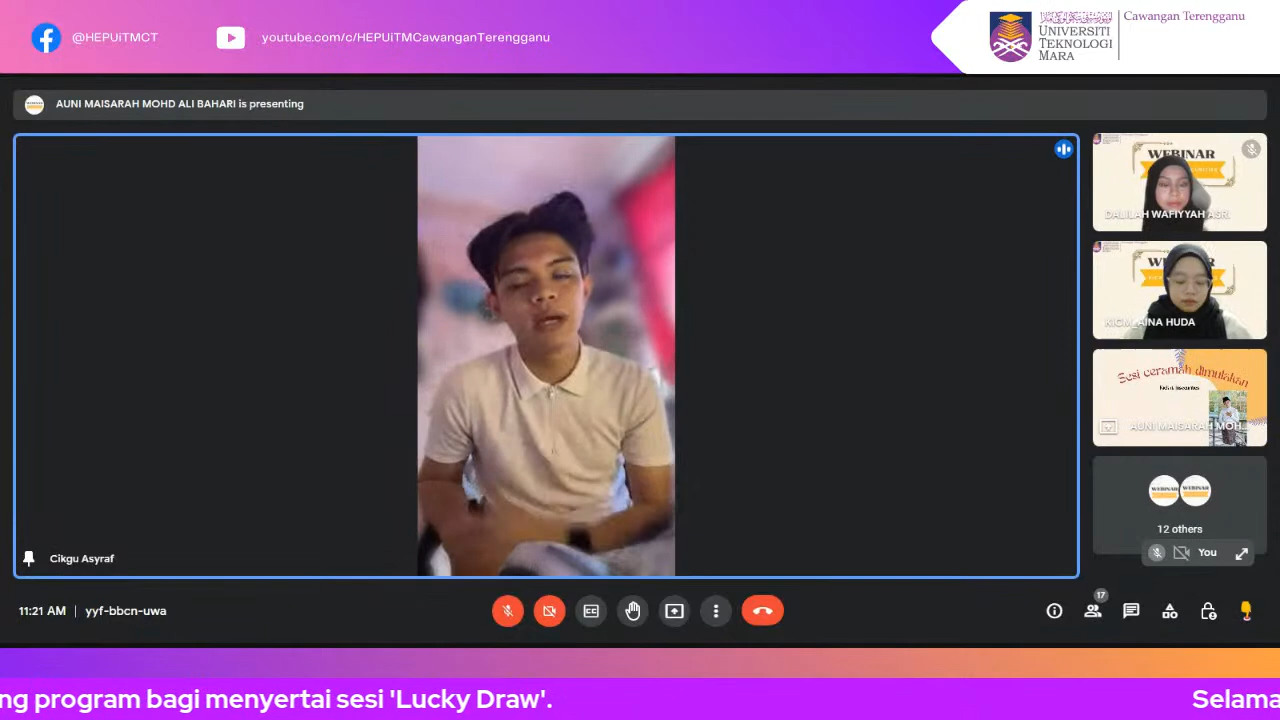 @HEPUiTMCT
youtube.com/c/HEPUiTMCawanganTerengganu
UNIVERSITI
TEKNOLOGI
MARA
Cawangan Terengganu
AUNI MAISARAH MOHD ALI BAHARI is presenting
WEBINAR
DALILAH WAFIYYAH ASR...
WEBINAR
KICM_AINA HUDA
Sesi ceramah dimulakan
AUNI MAISARAH MOH...
WEBINAR
WEBINAR
12 others
You
Cikgu Asyraf
11:21 AM | yyf-bbcn-uwa
CC
17
ng program bagi menyertai sesi 'Lucky Draw'.
Selama